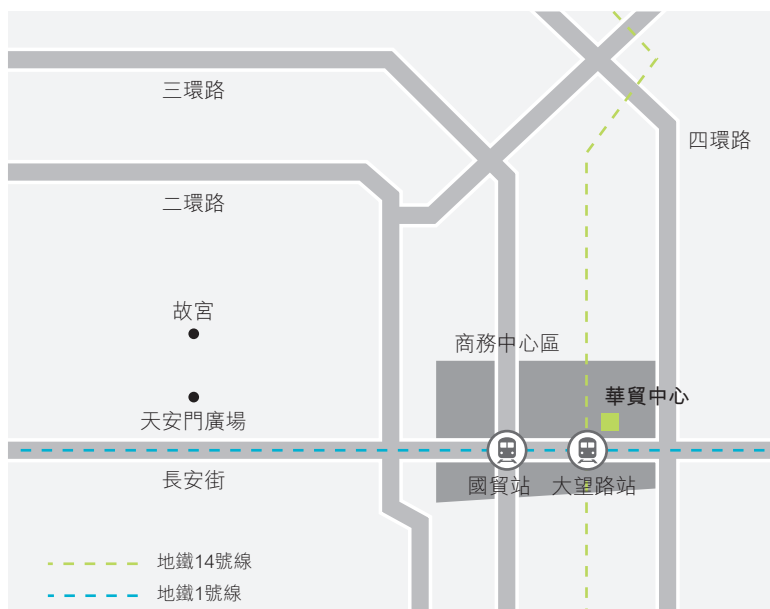 三環路
四環路
二環路
故宮
商務中心區
華貿中心
天安門廣場
長安街
國貿站
大望路站
地鐵14號線
地鐵1號線